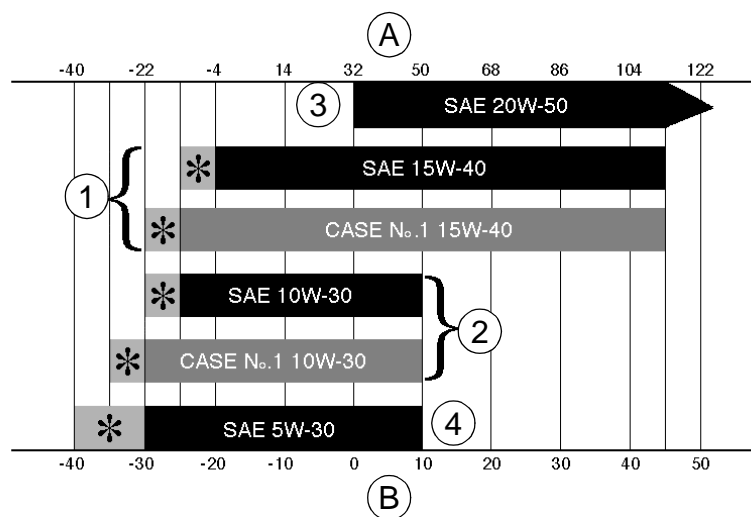 A
-40 -22 -4 14 32 50 68 86 104 122
3 SAE 20W-50
1 * SAE 15W-40
* CASE No.1 15W-40
* SAE 10W-30
2
* CASE No.1 10W-30
* SAE 5W-30 4
-40 -30 -20 -10 0 10 20 30 40 50
B